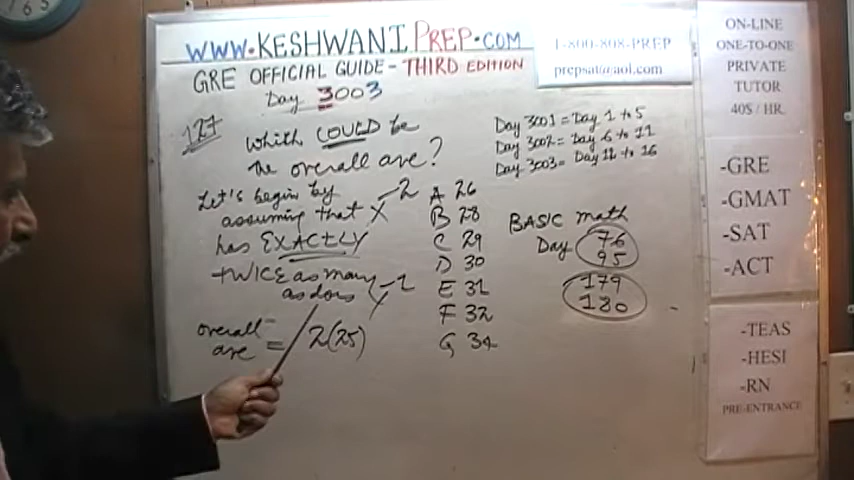 WWW.KESHWANIPREP.COM
GRE OFFICIAL GUIDE - THIRD EDITION
Day 3003
1-800-808-PREP
prepsat@aol.com
127
Which COULD be
the overall ave?
Let's begin by
assuming that X - 2
has EXACTLY
TWICE as many
as does Y - 1
overall
ave = 2(25)
A 26
B 28
C 29
D 30
E 31
F 32
G 34
Day 3001 = Day 1 to 5
Day 3002 = Day 6 to 11
Day 3003 = Day 12 to 16
BASIC math
Day 76
95
179
180
ON-LINE
ONE-TO-ONE
PRIVATE
TUTOR
40$ / HR.
-GRE
-GMAT
-SAT
-ACT
-TEAS
-HESI
-RN
PRE-ENTRANCE